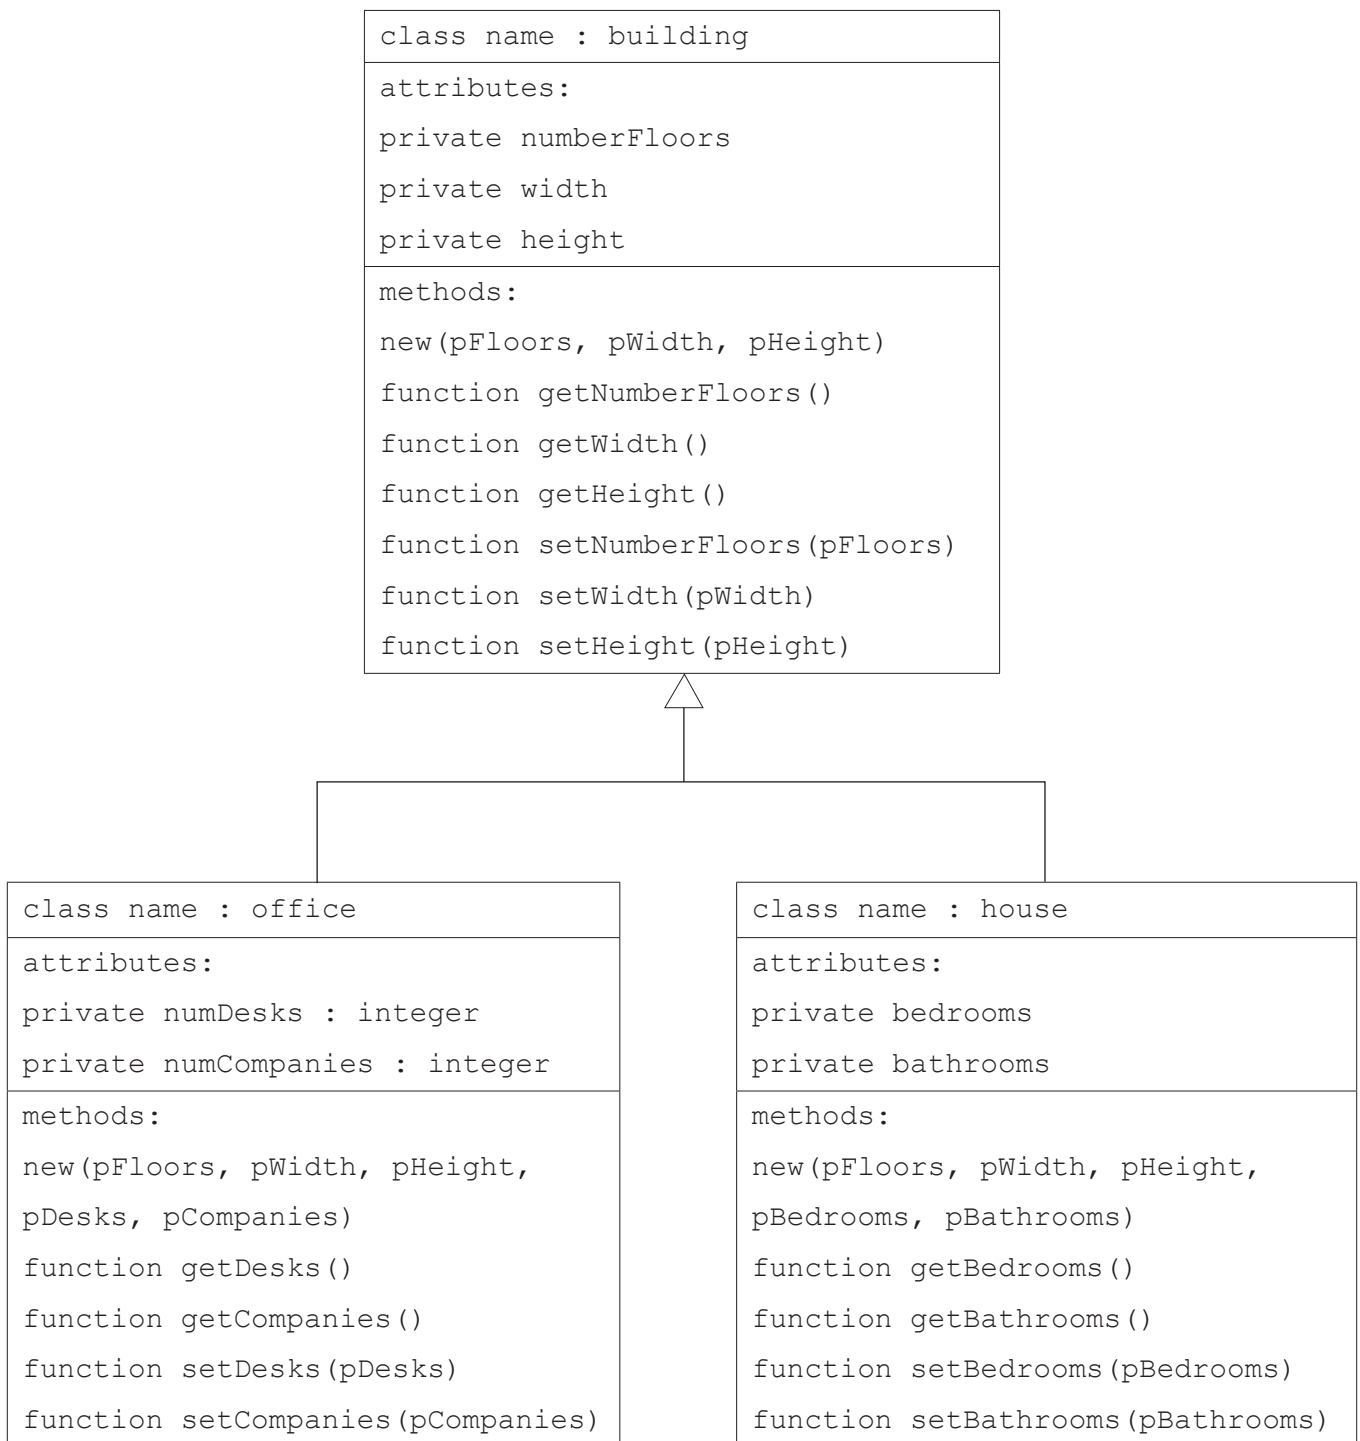 class name : building
attributes:
private numberFloors
private width
private height
methods:
new(pFloors, pWidth, pHeight)
function getNumberFloors()
function getWidth()
function getHeight()
function setNumberFloors(pFloors)
function setWidth(pWidth)
function setHeight(pHeight)
class name : office
attributes:
private numDesks : integer
private numCompanies : integer
methods:
new(pFloors, pWidth, pHeight,
pDesks, pCompanies)
function getDesks()
function getCompanies()
function setDesks(pDesks)
function setCompanies(pCompanies)
class name : house
attributes:
private bedrooms
private bathrooms
methods:
new(pFloors, pWidth, pHeight,
pBedrooms, pBathrooms)
function getBedrooms()
function getBathrooms()
function setBedrooms(pBedrooms)
function setBathrooms(pBathrooms)